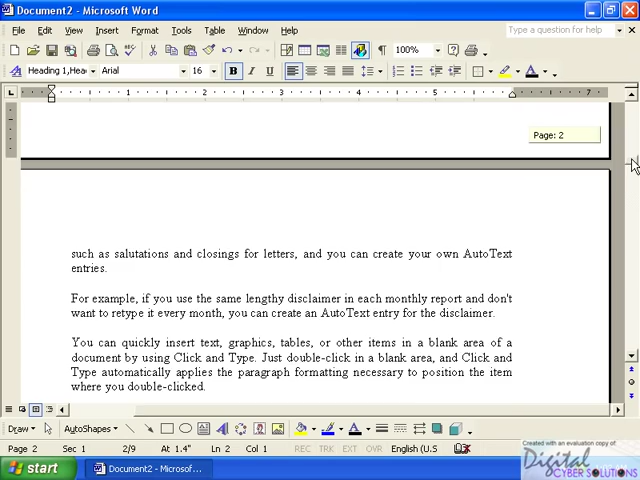 Document2 - Microsoft Word
File Edit View Insert Format Tools Table Window Help Type a question for help
100%
Heading 1,Hea Arial 16 B I U
1 2 3 4 5 7
Page: 2
such as salutations and closings for letters, and you can create your own AutoText
entries.
For example, if you use the same lengthy disclaimer in each monthly report and don't
want to retype it every month, you can create an AutoText entry for the disclaimer.
You can quickly insert text, graphics, tables, or other items in a blank area of a
document by using Click and Type. Just double-click in a blank area, and Click and
Type automatically applies the paragraph formatting necessary to position the item
where you double-clicked.
Draw AutoShapes
Page 2 Sec 1 2/9 At 1.4" Ln 2 Col 1 REC TRK EXT OVR English (U.S
Created with an evaluation copy of
Digital
CYBER SOLUTIONS
start Document2 - Microsof...